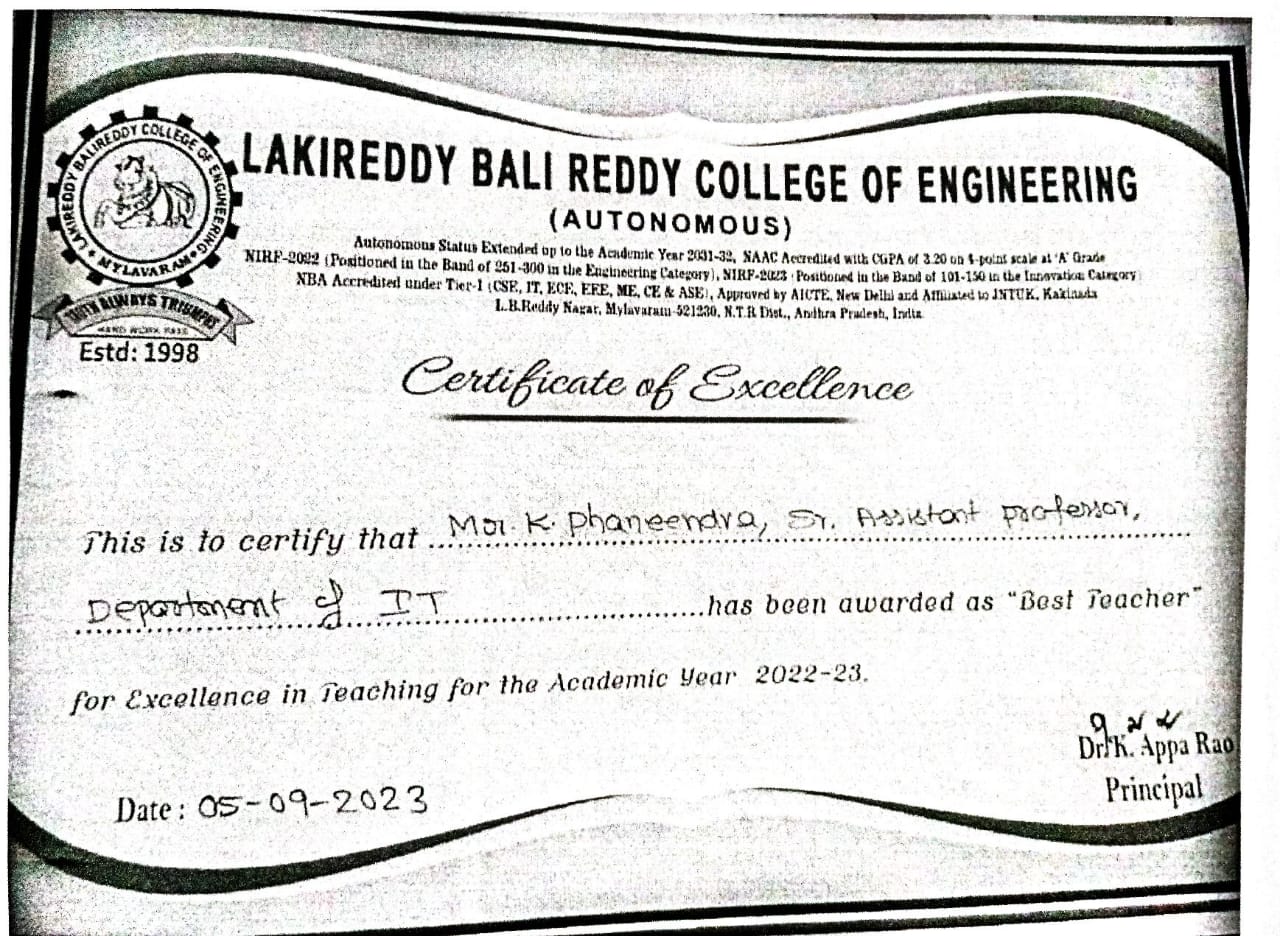 LAKIREDDY BALIREDDY COLLEGE OF ENGINEERING
MYLAVARAM
TRUTH ALWAYS TRIUMPHS
HARD WORK PAYS
Estd: 1998
LAKIREDDY BALI REDDY COLLEGE OF ENGINEERING
(AUTONOMOUS)
Autonomous Status Extended up to the Academic Year 2031-32, NAAC Accredited with CGPA of 3.20 on 4-point scale at 'A' Grade
NIRF-2022 (Positioned in the Band of 251-300 in the Engineering Category), NIRF-2023 (Positioned in the Band of 101-150 in the Innovation Category)
NBA Accredited under Tier-I (CSE, IT, ECE, EEE, ME, CE & ASE), Approved by AICTE, New Delhi and Affiliated to JNTUK, Kakinada
L.B.Reddy Nagar, Mylavaram-521230, N.T.R Dist., Andhra Pradesh, India
Certificate of Excellence
This is to certify that Mr. K. Phaneendra, Sr. Assistant professor,
Department of IT has been awarded as "Best Teacher"
for Excellence in Teaching for the Academic Year 2022-23.
Dr. K. Appa Rao
Principal
Date : 05-09-2023